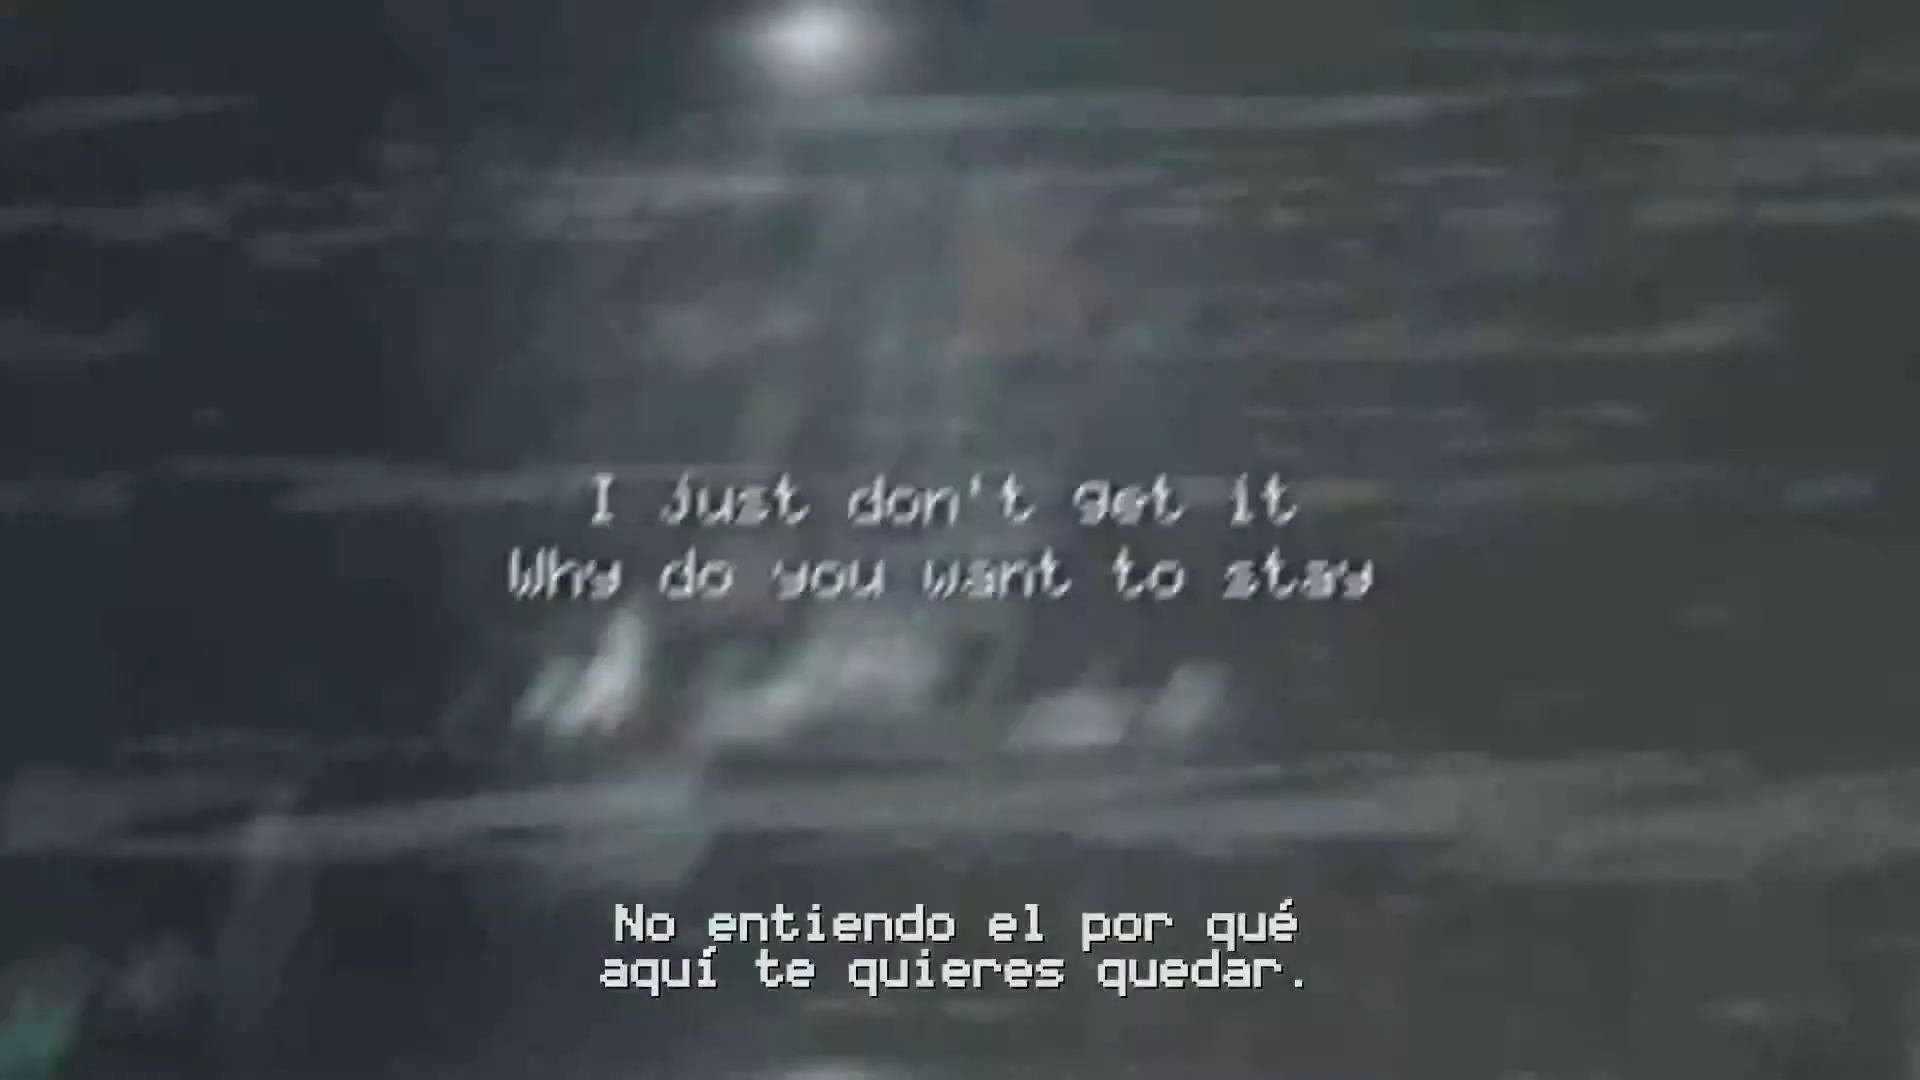 I just don't get it
Why do you want to stay
No entiendo el por qué
aquí te quieres quedar.